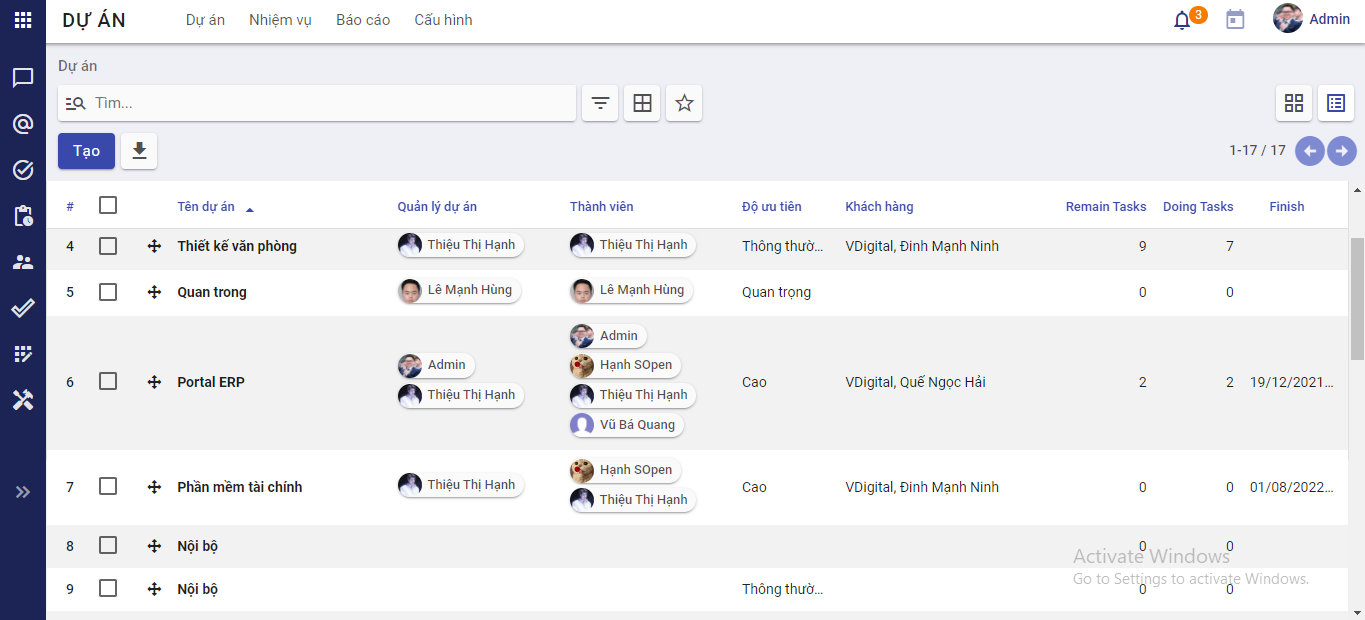 DỰ ÁN Dự án Nhiệm vụ Báo cáo Cấu hình 3 Admin
Dự án
Tìm...
Tạo 1-17 / 17
# Tên dự án Quản lý dự án Thành viên Độ ưu tiên Khách hàng Remain Tasks Doing Tasks Finish
4 Thiết kế văn phòng Thiệu Thị Hạnh Thiệu Thị Hạnh Thông thườ... VDigital, Đinh Mạnh Ninh 9 7
5 Quan trong Lê Mạnh Hùng Lê Mạnh Hùng Quan trọng 0 0
Admin
Admin Hạnh SOpen
6 Portal ERP Cao VDigital, Quế Ngọc Hải 2 2 19/12/2021...
Thiệu Thị Hạnh Thiệu Thị Hạnh
Vũ Bá Quang
Hạnh SOpen
7 Phần mềm tài chính Thiệu Thị Hạnh Cao VDigital, Đinh Mạnh Ninh 0 0 01/08/2022...
Thiệu Thị Hạnh
8 Nội bộ 0 0
Activate Windows
Go to Settings to activate Windows.
9 Nội bộ Thông thườ... 0 0